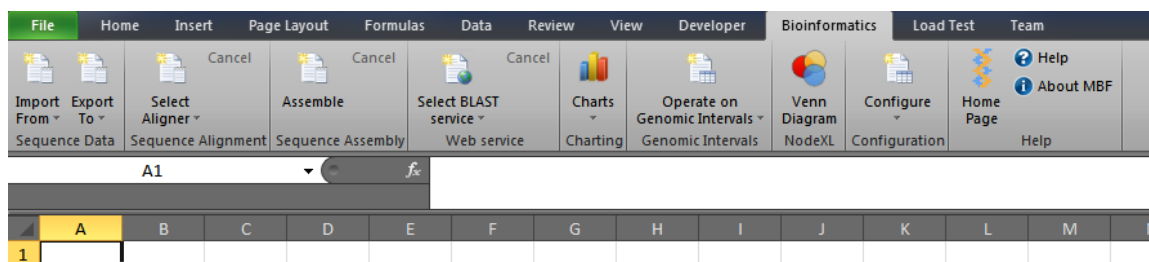 File Home Insert Page Layout Formulas Data Review View Developer Bioinformatics Load Test Team
Cancel Cancel Cancel Help
About MBF
Import Export Select Assemble Select BLAST Charts Operate on Venn Configure Home
From To Aligner service Genomic Intervals Diagram Page
Sequence Data Sequence Alignment Sequence Assembly Web service Charting Genomic Intervals NodeXL Configuration Help
A1 fx
A B C D E F G H I J K L M
1